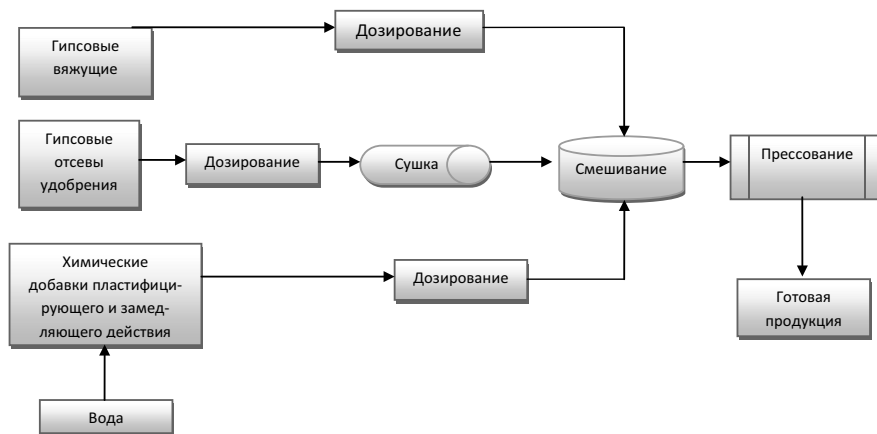 Гипсовые
вяжущие
Дозирование
Гипсовые
отсевы
удобрения
Дозирование
Сушка
Смешивание
Прессование
Химические
добавки пластифици-
рующего и замед-
ляющего действия
Дозирование
Готовая
продукция
Вода